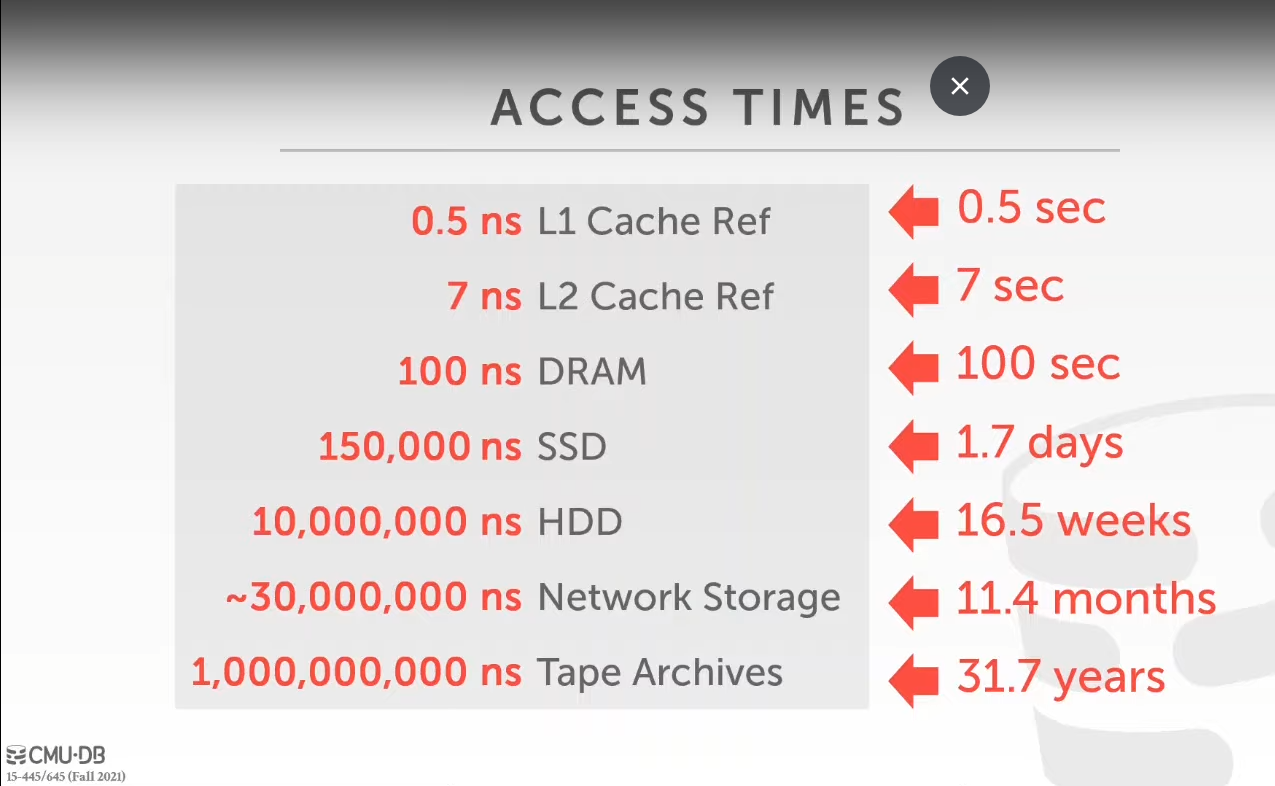 ACCESS TIMES
0.5 ns L1 Cache Ref 0.5 sec
7 ns L2 Cache Ref 7 sec
100 ns DRAM 100 sec
150,000 ns SSD 1.7 days
10,000,000 ns HDD 16.5 weeks
~30,000,000 ns Network Storage 11.4 months
1,000,000,000 ns Tape Archives 31.7 years
CMU·DB
15-445/645 (Fall 2021)